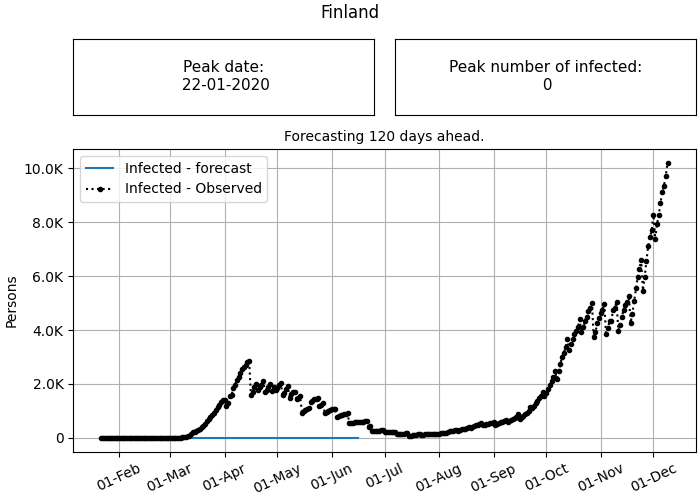 Finland
Peak date:
22-01-2020
Peak number of infected:
0
Forecasting 120 days ahead.
Infected - forecast
Infected - Observed
10.0K
8.0K
6.0K
4.0K
2.0K
0
Persons
01-Feb
01-Mar
01-Apr
01-May
01-Jun
01-Jul
01-Aug
01-Sep
01-Oct
01-Nov
01-Dec